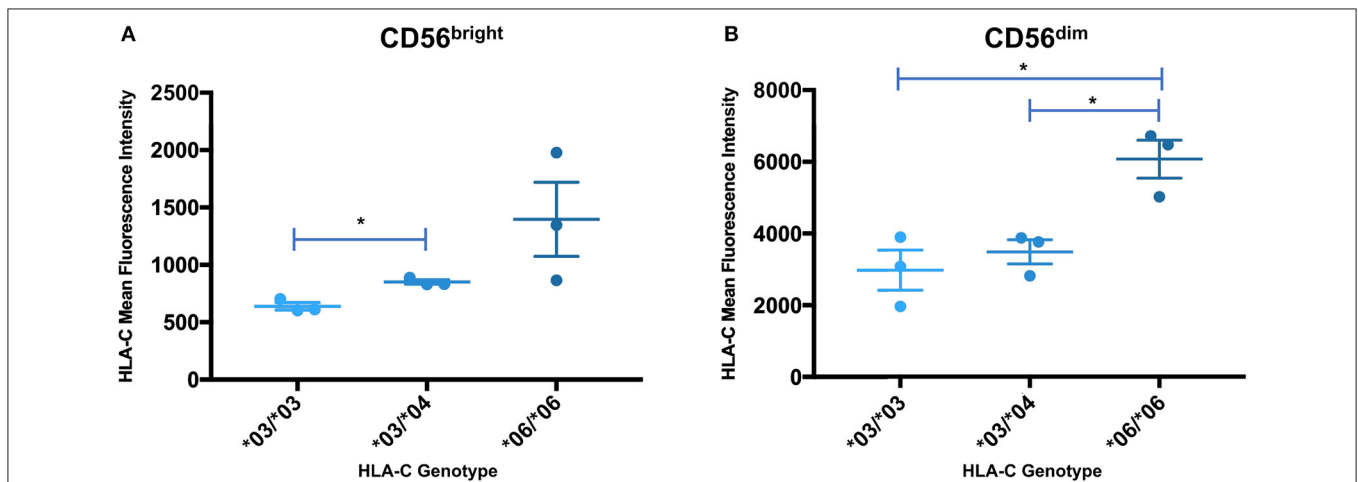 A
CD56bright
HLA-C Mean Fluorescence Intensity
2500
2000
1500
1000
500
0
*
*03/*03
*03/*04
*06/*06
HLA-C Genotype
B
CD56dim
HLA-C Mean Fluorescence Intensity
8000
6000
4000
2000
0
*
*
*03/*03
*03/*04
*06/*06
HLA-C Genotype